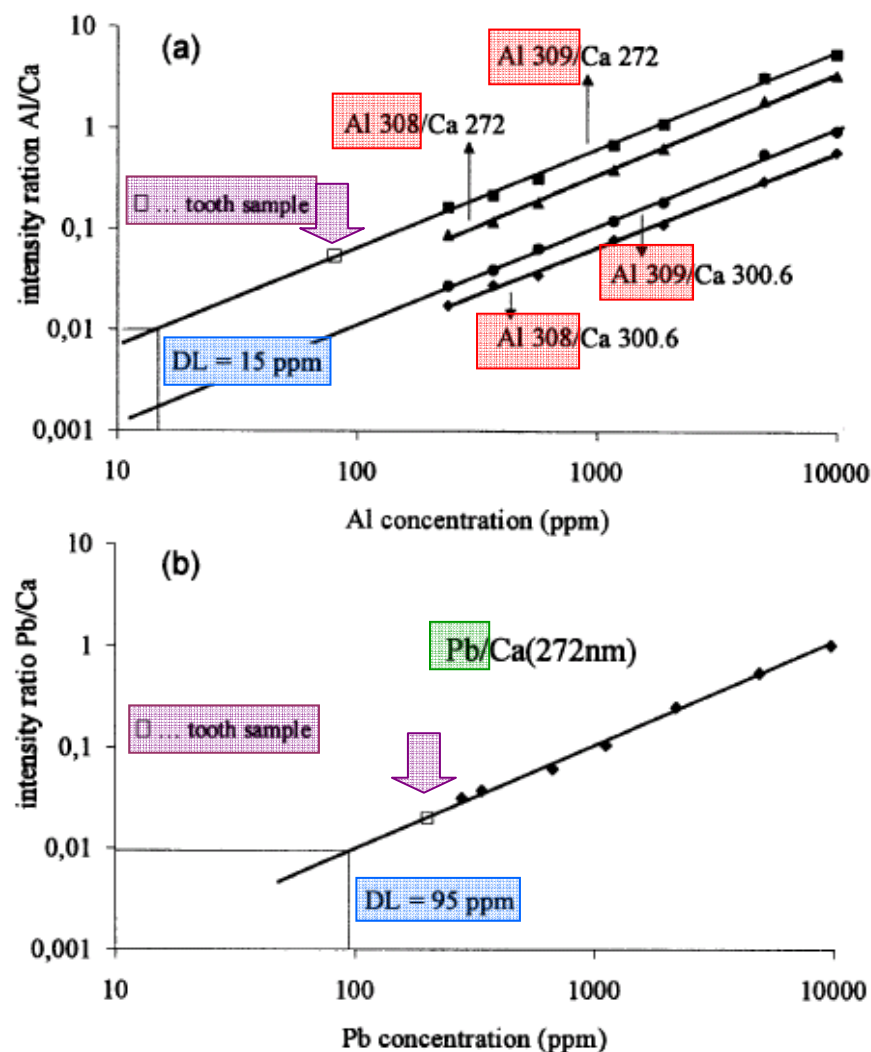 (a)
10
1
0,1
0,01
0,001
intensity ration Al/Ca
Al 309/Ca 272
Al 308/Ca 272
□ ... tooth sample
Al 309/Ca 300.6
Al 308/Ca 300.6
DL = 15 ppm
10
100
1000
10000
Al concentration (ppm)
(b)
10
1
0,1
0,01
0,001
intensity ratio Pb/Ca
Pb/Ca(272nm)
□ ... tooth sample
DL = 95 ppm
10
100
1000
10000
Pb concentration (ppm)